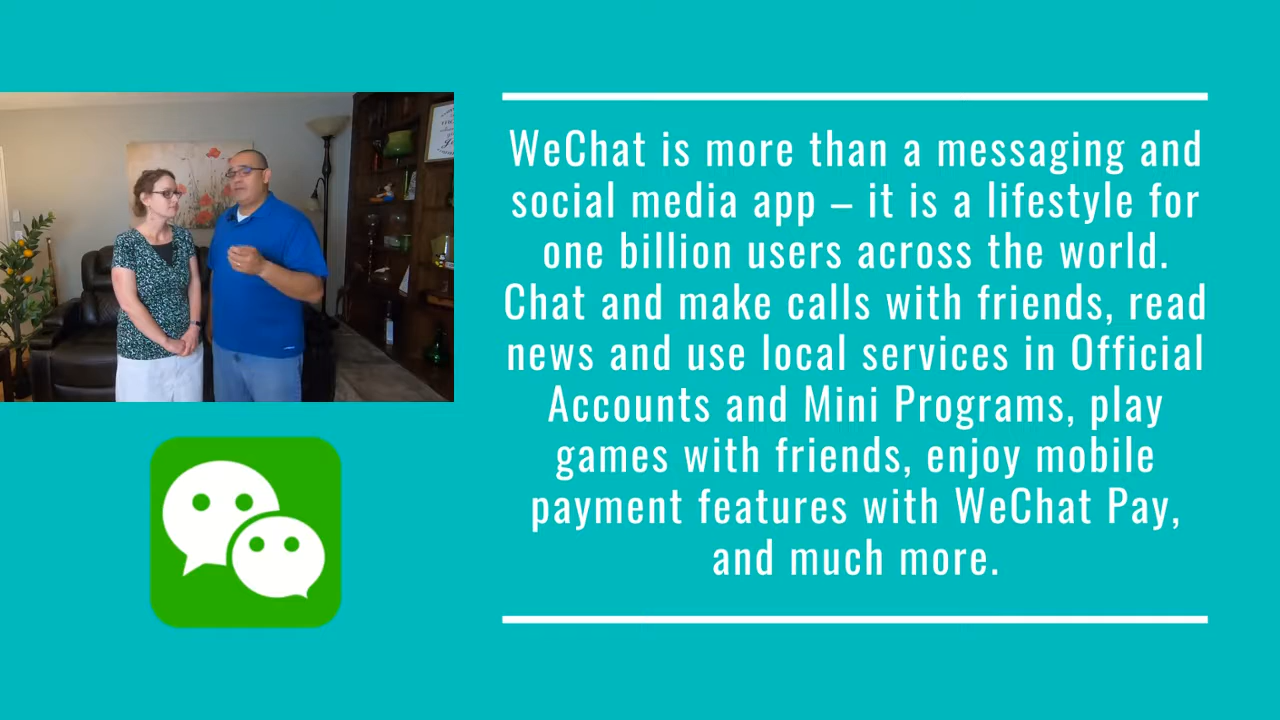 WeChat is more than a messaging and
social media app – it is a lifestyle for
one billion users across the world.
Chat and make calls with friends, read
news and use local services in Official
Accounts and Mini Programs, play
games with friends, enjoy mobile
payment features with WeChat Pay,
and much more.